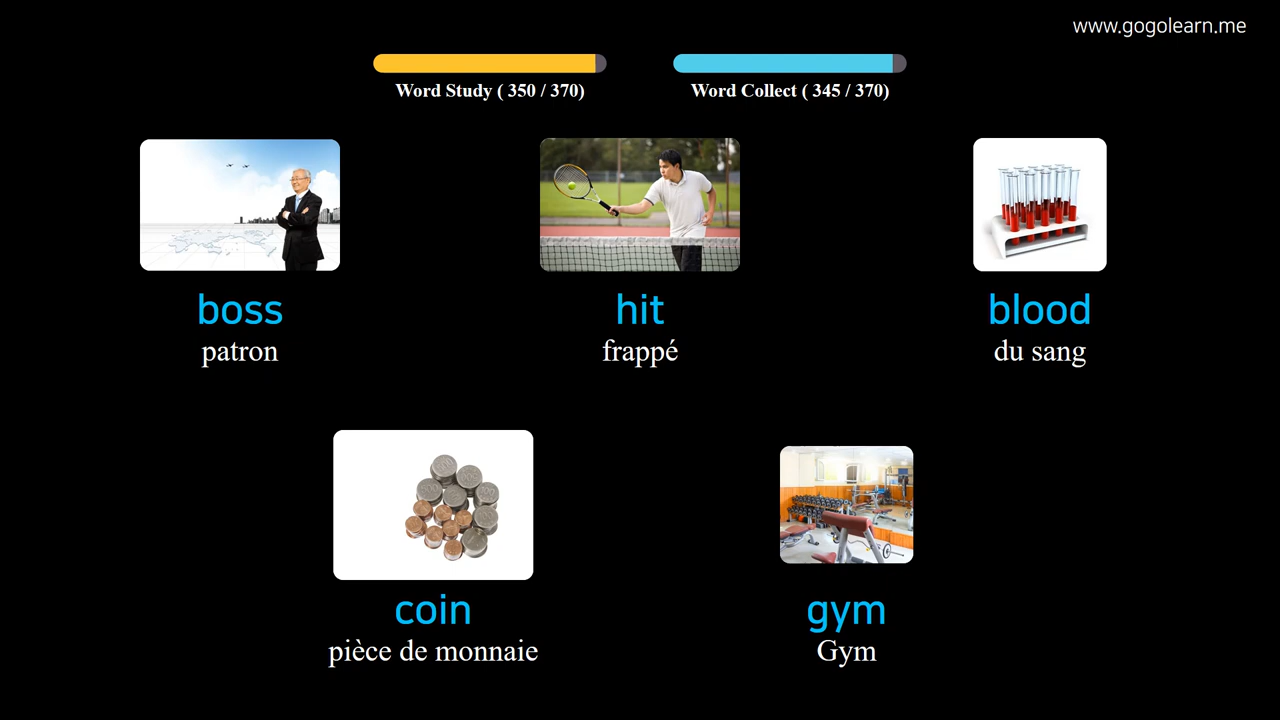 www.gogolearn.me
Word Study ( 350 / 370)
Word Collect ( 345 / 370)
boss
patron
hit
frappé
blood
du sang
coin
pièce de monnaie
gym
Gym